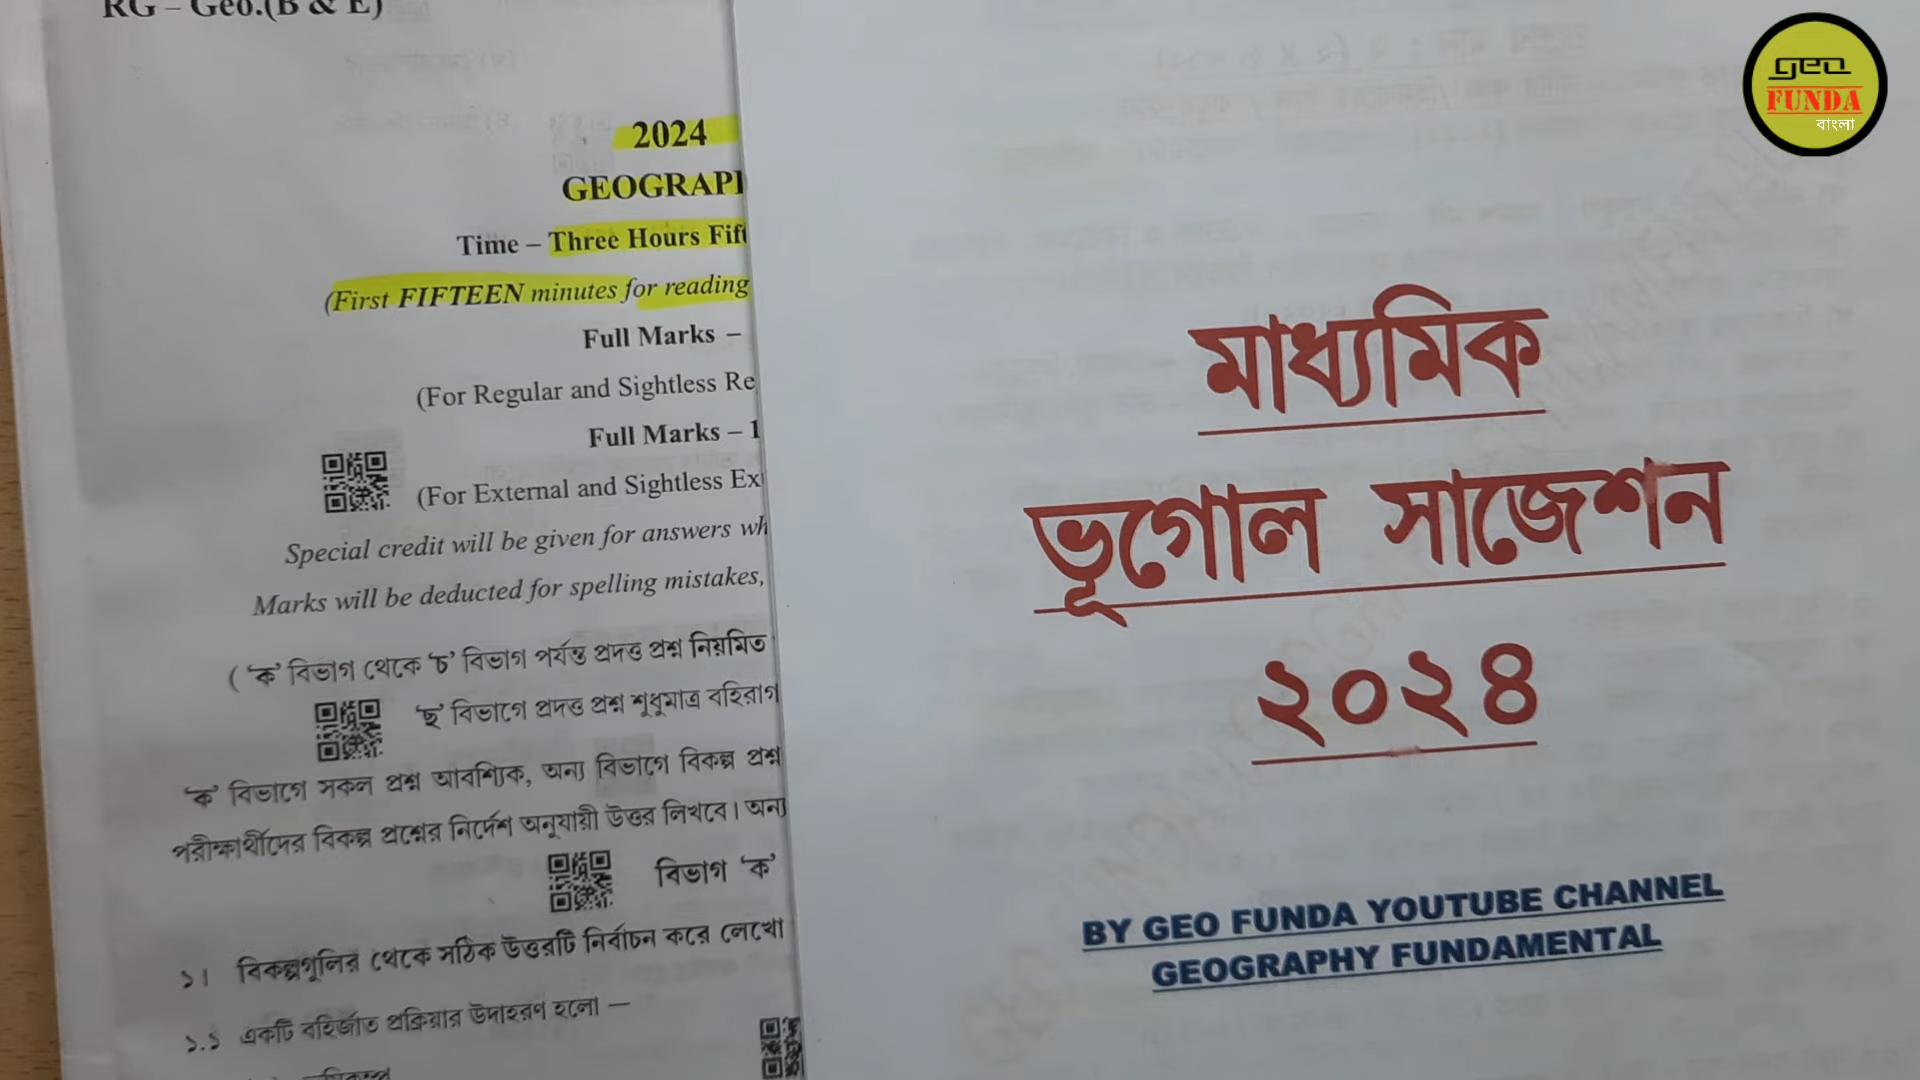 RG – Geo.(B & E)
2024
GEOGRAPH
Time – Three Hours Fift
(First FIFTEEN minutes for reading
Full Marks –
(For Regular and Sightless Re
Full Marks – 1
(For External and Sightless Ex
Special credit will be given for answers wh
Marks will be deducted for spelling mistakes,
( 'ক' বিভাগ থেকে 'চ' বিভাগ পর্যন্ত প্রদত্ত প্রশ্ন নিয়মিত
'ছ' বিভাগে প্রদত্ত প্রশ্ন শুধুমাত্র বহিরাগ
'ক' বিভাগে সকল প্রশ্ন আবশ্যিক, অন্য বিভাগে বিকল্প প্রশ্ন
পরীক্ষার্থীদের বিকল্প প্রশ্নের নির্দেশ অনুযায়ী উত্তর লিখবে। অন্য
বিভাগ 'ক'
১। বিকল্পগুলির থেকে সঠিক উত্তরটি নির্বাচন করে লেখো
১.১ একটি বহির্জাত প্রক্রিয়ার উদাহরণ হলো –
মাধ্যমিক
ভূগোল সাজেশন
২০২৪
BY GEO FUNDA YOUTUBE CHANNEL
GEOGRAPHY FUNDAMENTAL
geo
FUNDA
বাংলা